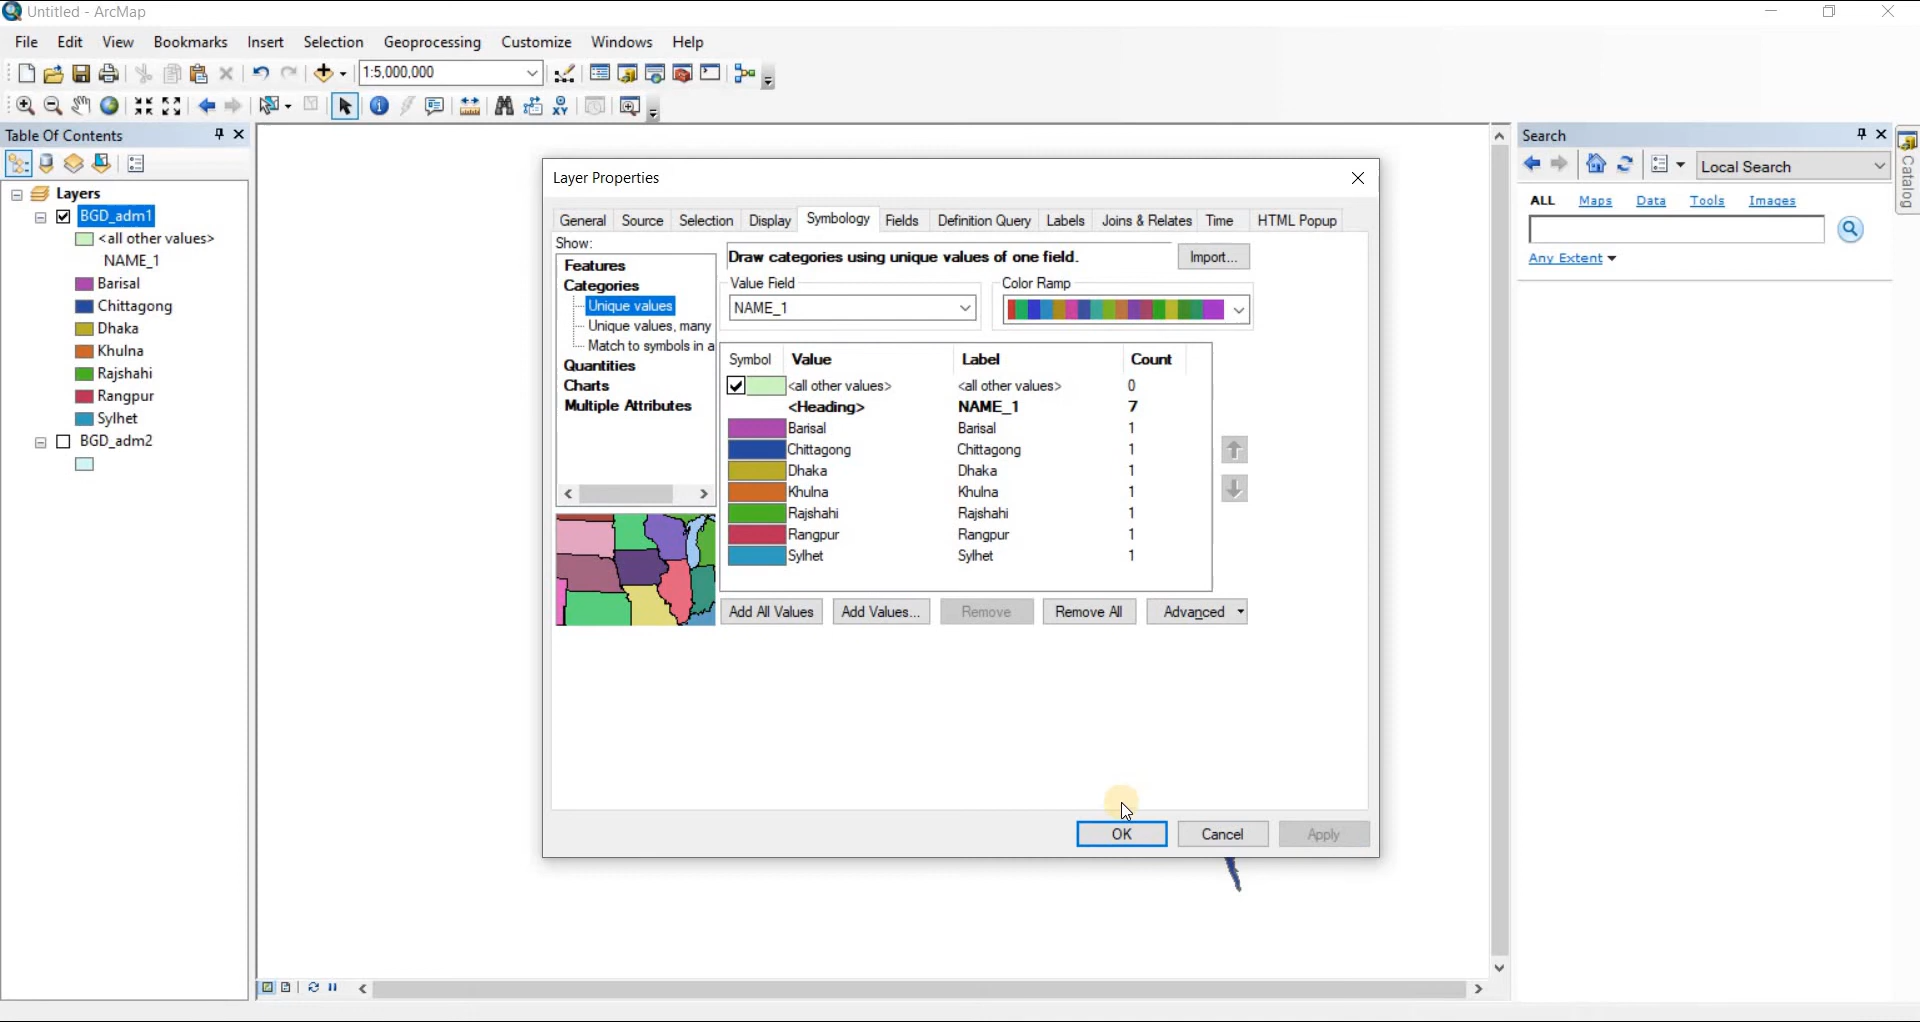 Untitled - ArcMap
File Edit View Bookmarks Insert Selection Geoprocessing Customize Windows Help
1:5,000,000
Table Of Contents
Layers
BGD_adm1
<all other values>
NAME_1
Barisal
Chittagong
Dhaka
Khulna
Rajshahi
Rangpur
Sylhet
BGD_adm2
Layer Properties
General Source Selection Display Symbology Fields Definition Query Labels Joins & Relates Time HTML Popup
Show:
Features
Categories
Unique values
Unique values, many
Match to symbols in a
Quantities
Charts
Multiple Attributes
Draw categories using unique values of one field.
Import...
Value Field
NAME_1
Color Ramp
Symbol Value Label Count
<all other values> <all other values> 0
<Heading> NAME_1 7
Barisal Barisal 1
Chittagong Chittagong 1
Dhaka Dhaka 1
Khulna Khulna 1
Rajshahi Rajshahi 1
Rangpur Rangpur 1
Sylhet Sylhet 1
Add All Values Add Values... Remove Remove All Advanced
OK Cancel Apply
Search
Local Search
ALL Maps Data Tools Images
Any Extent
Catalog